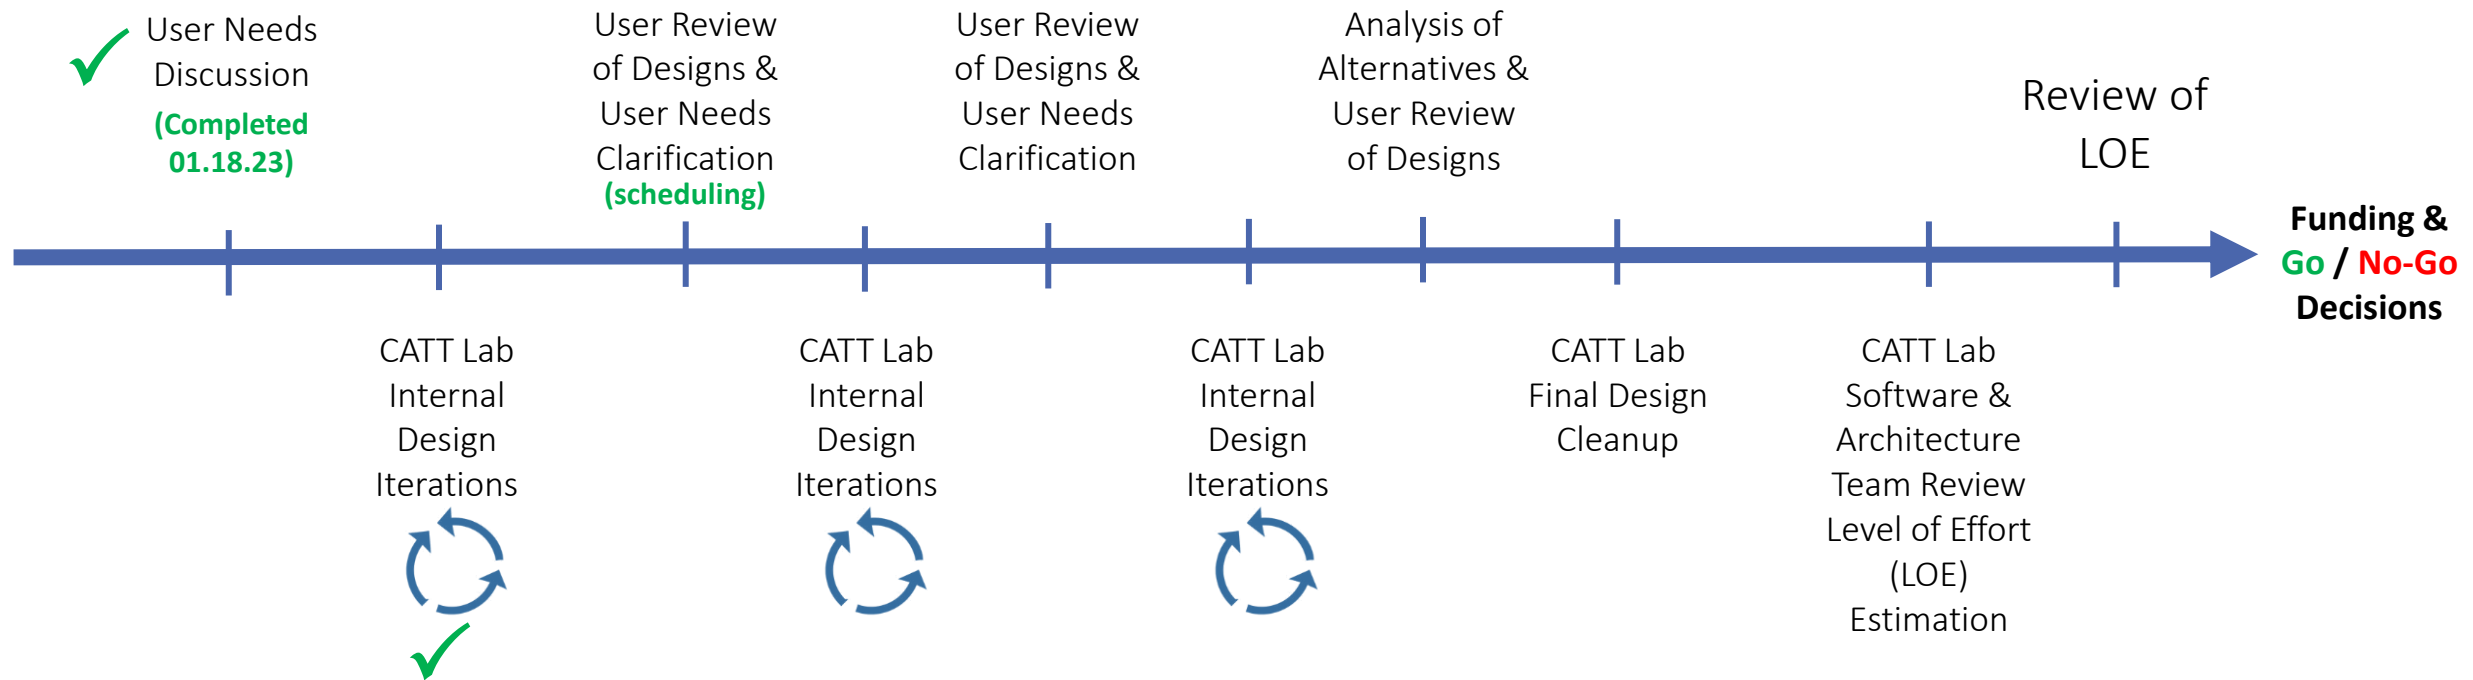 User Needs
Discussion
(Completed
01.18.23)
User Review
of Designs &
User Needs
Clarification
(scheduling)
User Review
of Designs &
User Needs
Clarification
Analysis of
Alternatives &
User Review
of Designs
Review of
LOE
Funding &
Go / No-Go
Decisions
CATT Lab
Internal
Design
Iterations
CATT Lab
Internal
Design
Iterations
CATT Lab
Internal
Design
Iterations
CATT Lab
Final Design
Cleanup
CATT Lab
Software &
Architecture
Team Review
Level of Effort
(LOE)
Estimation